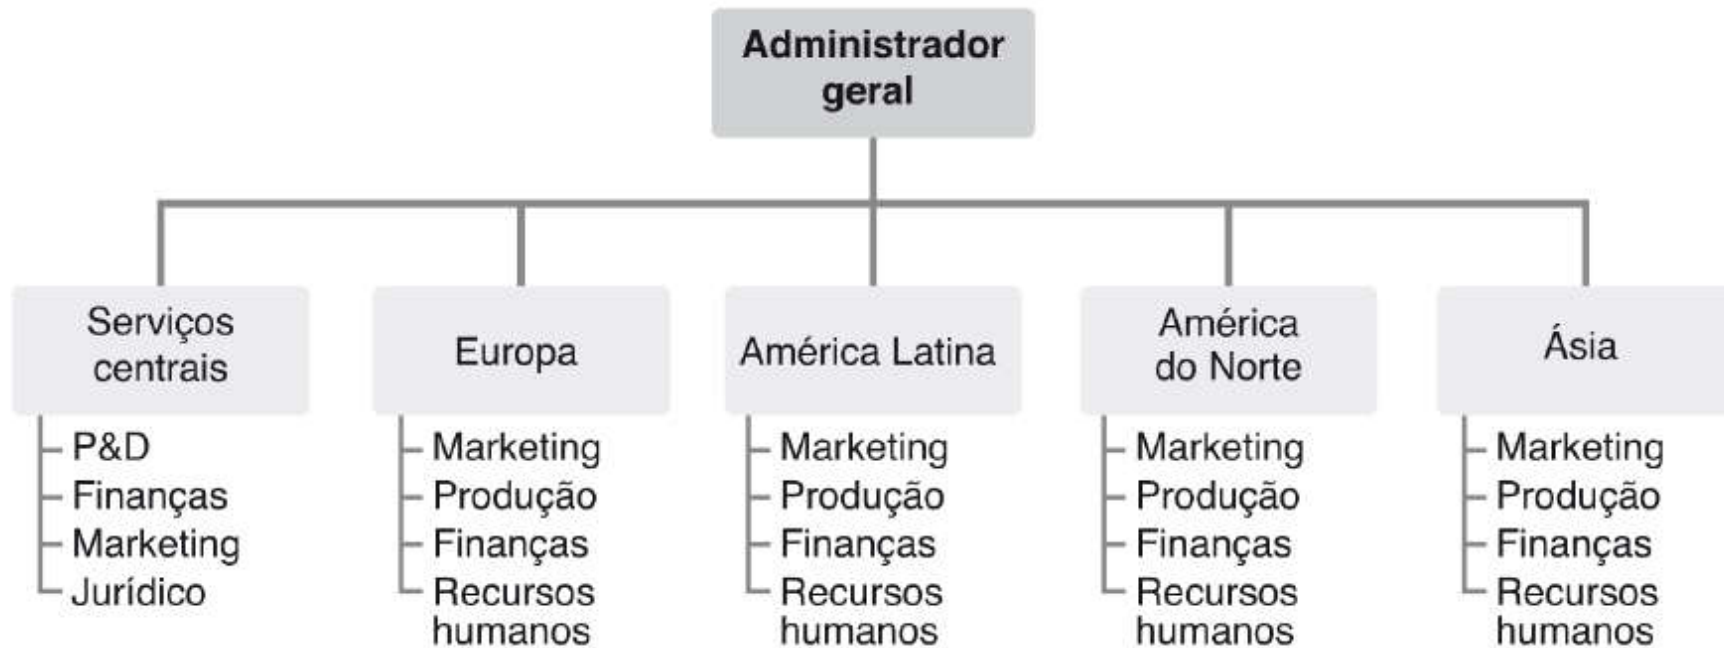 Administrador
geral
Serviços
centrais
Europa
América Latina
América
do Norte
Ásia
P&D
Finanças
Marketing
Jurídico
Marketing
Produção
Finanças
Recursos
humanos
Marketing
Produção
Finanças
Recursos
humanos
Marketing
Produção
Finanças
Recursos
humanos
Marketing
Produção
Finanças
Recursos
humanos